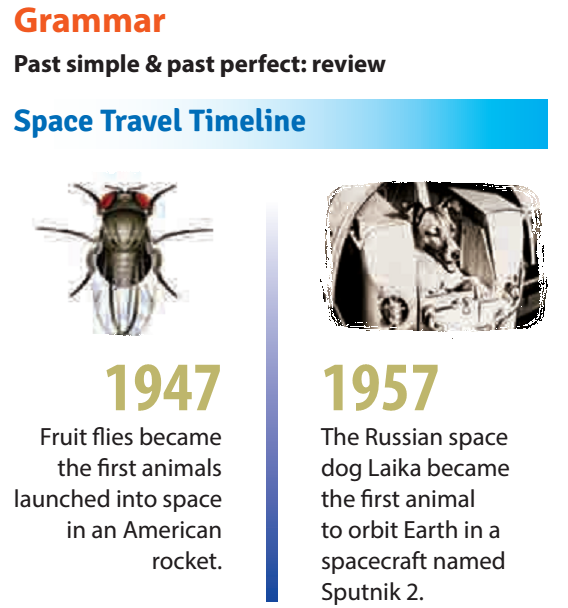 Grammar
Past simple & past perfect: review
Space Travel Timeline
1947
Fruit flies became
the first animals
launched into space
in an American
rocket.
1957
The Russian space
dog Laika became
the first animal
to orbit Earth in a
spacecraft named
Sputnik 2.